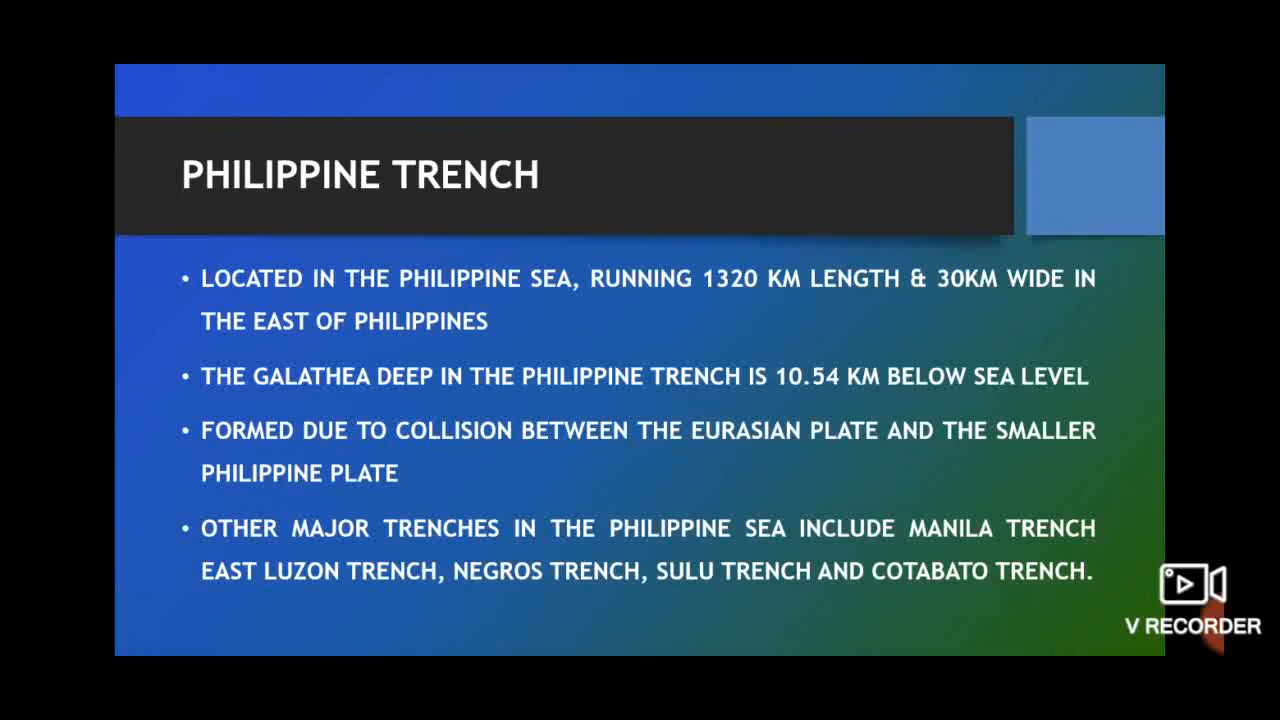 PHILIPPINE TRENCH
• LOCATED IN THE PHILIPPINE SEA, RUNNING 1320 KM LENGTH & 30KM WIDE IN
THE EAST OF PHILIPPINES
• THE GALATHEA DEEP IN THE PHILIPPINE TRENCH IS 10.54 KM BELOW SEA LEVEL
• FORMED DUE TO COLLISION BETWEEN THE EURASIAN PLATE AND THE SMALLER
PHILIPPINE PLATE
• OTHER MAJOR TRENCHES IN THE PHILIPPINE SEA INCLUDE MANILA TRENCH
EAST LUZON TRENCH, NEGROS TRENCH, SULU TRENCH AND COTABATO TRENCH.
V RECORDER